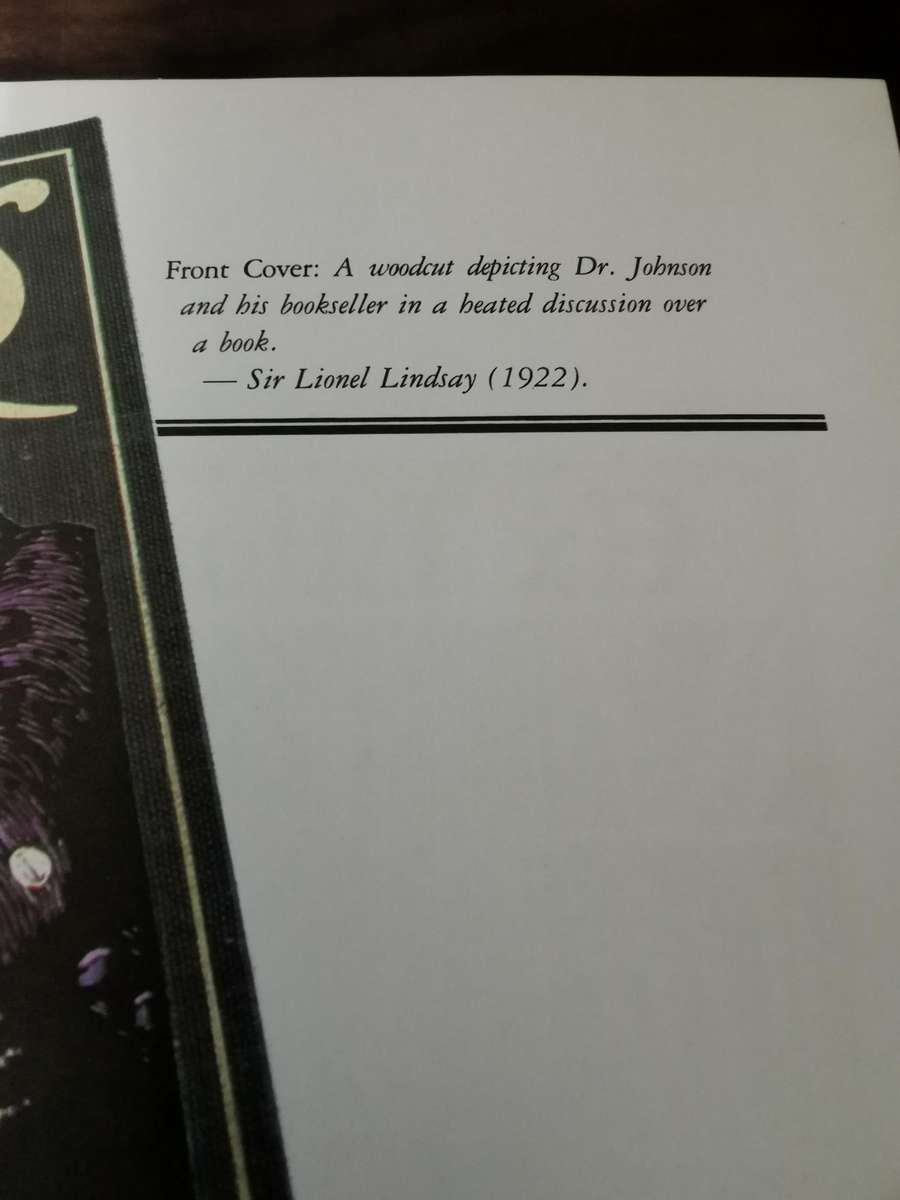 Front Cover: A woodcut depicting Dr. Johnson
and his bookseller in a heated discussion over
a book.
— Sir Lionel Lindsay (1922).